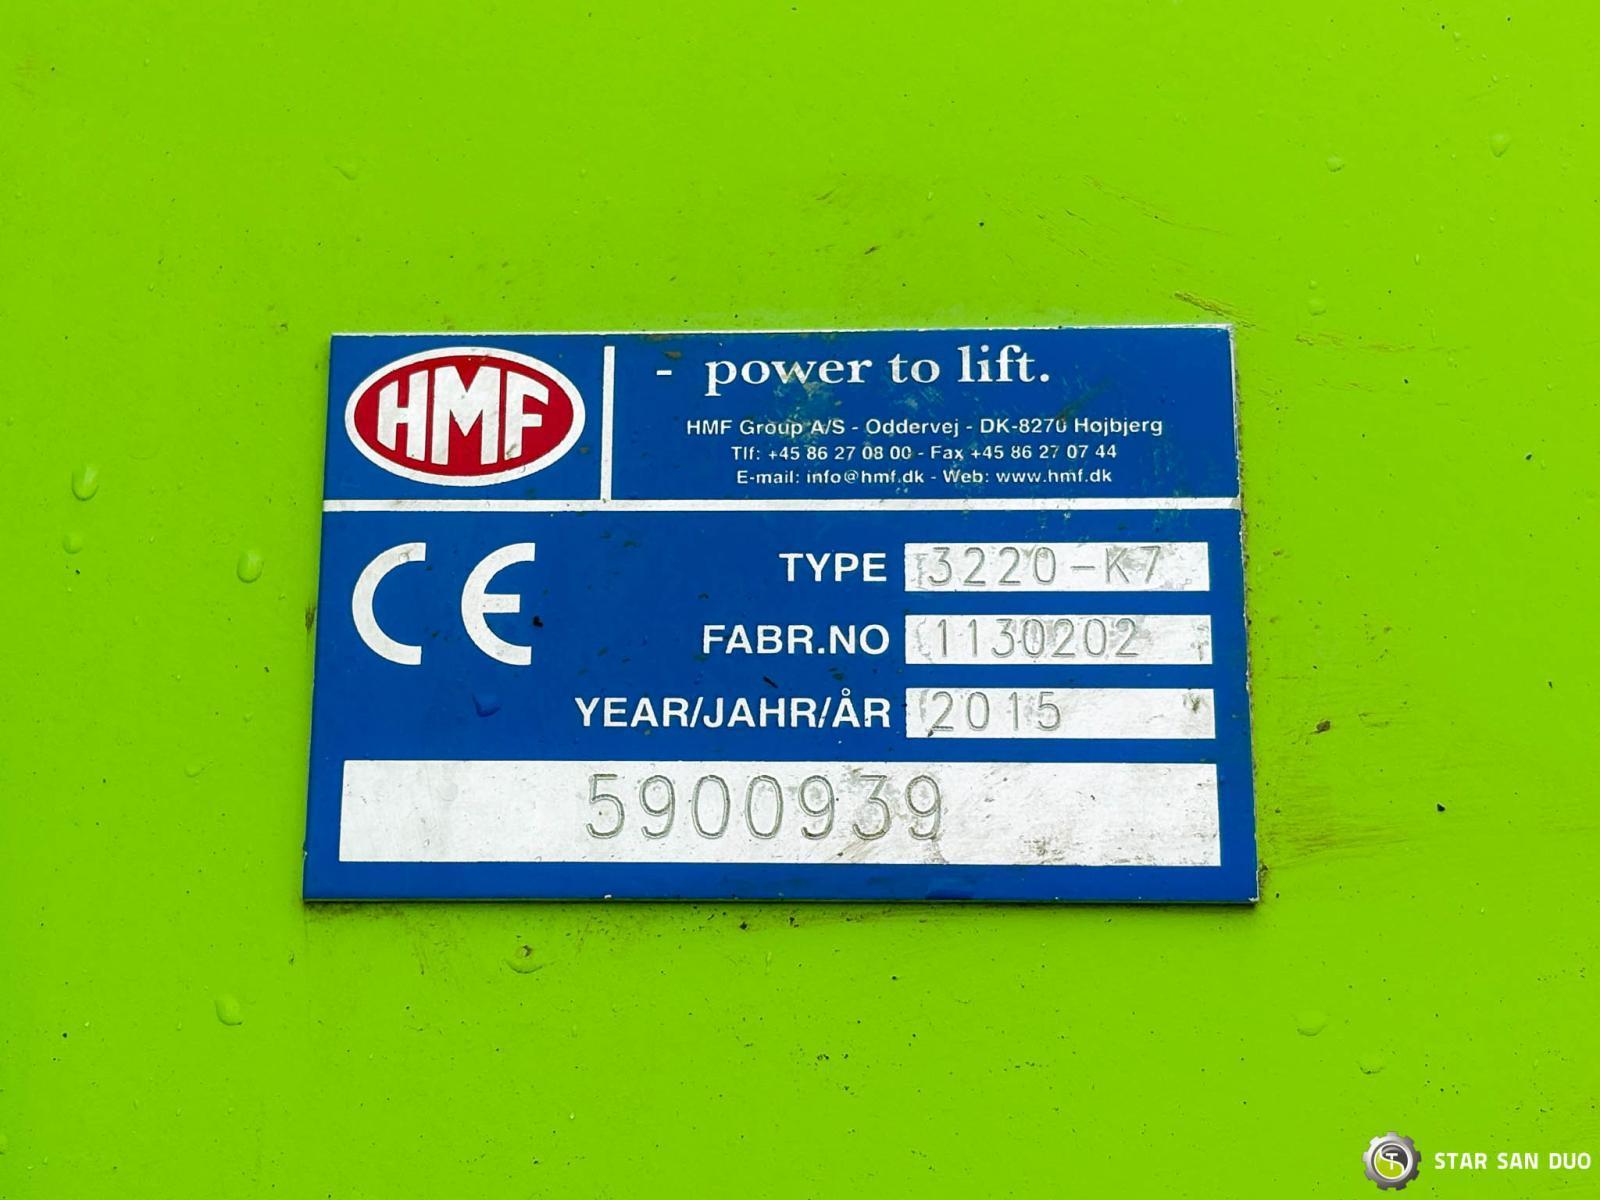 HMF
- power to lift.
HMF Group A/S - Oddervej - DK-8270 Højbjerg
Tlf: +45 86 27 08 00 - Fax +45 86 27 07 44
E-mail: info@hmf.dk - Web: www.hmf.dk
CE
TYPE 3220-K7
FABR.NO 1130202
YEAR/JAHR/ÅR 2015
5900939
STAR SAN DUO